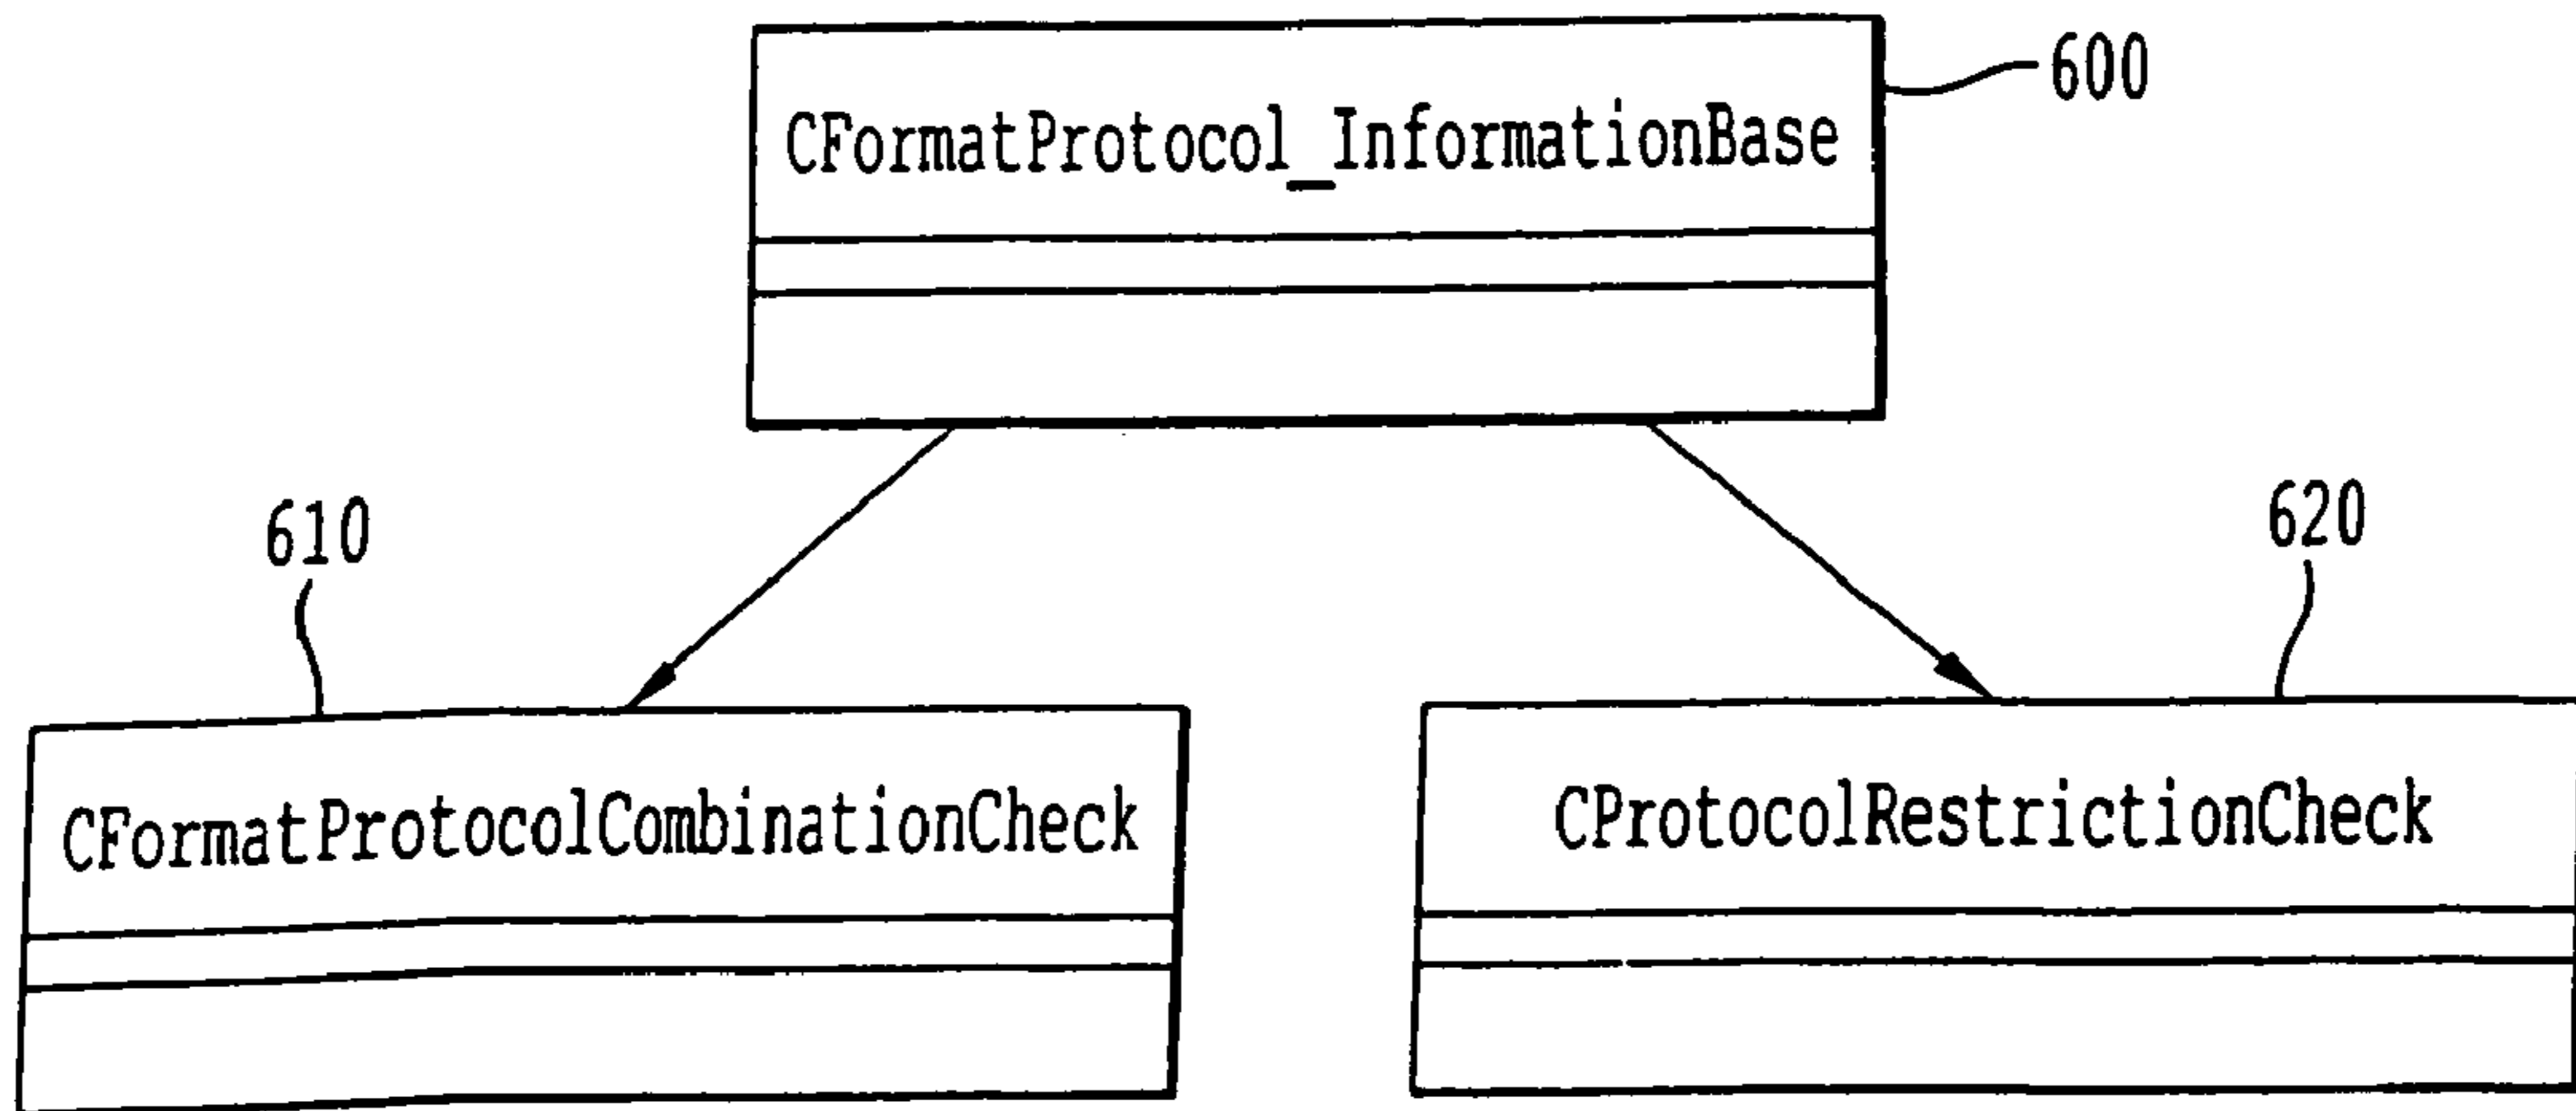 600
CFormatProtocol_InformationBase
610
620
CFormatProtocolCombinationCheck
CProtocolRestrictionCheck